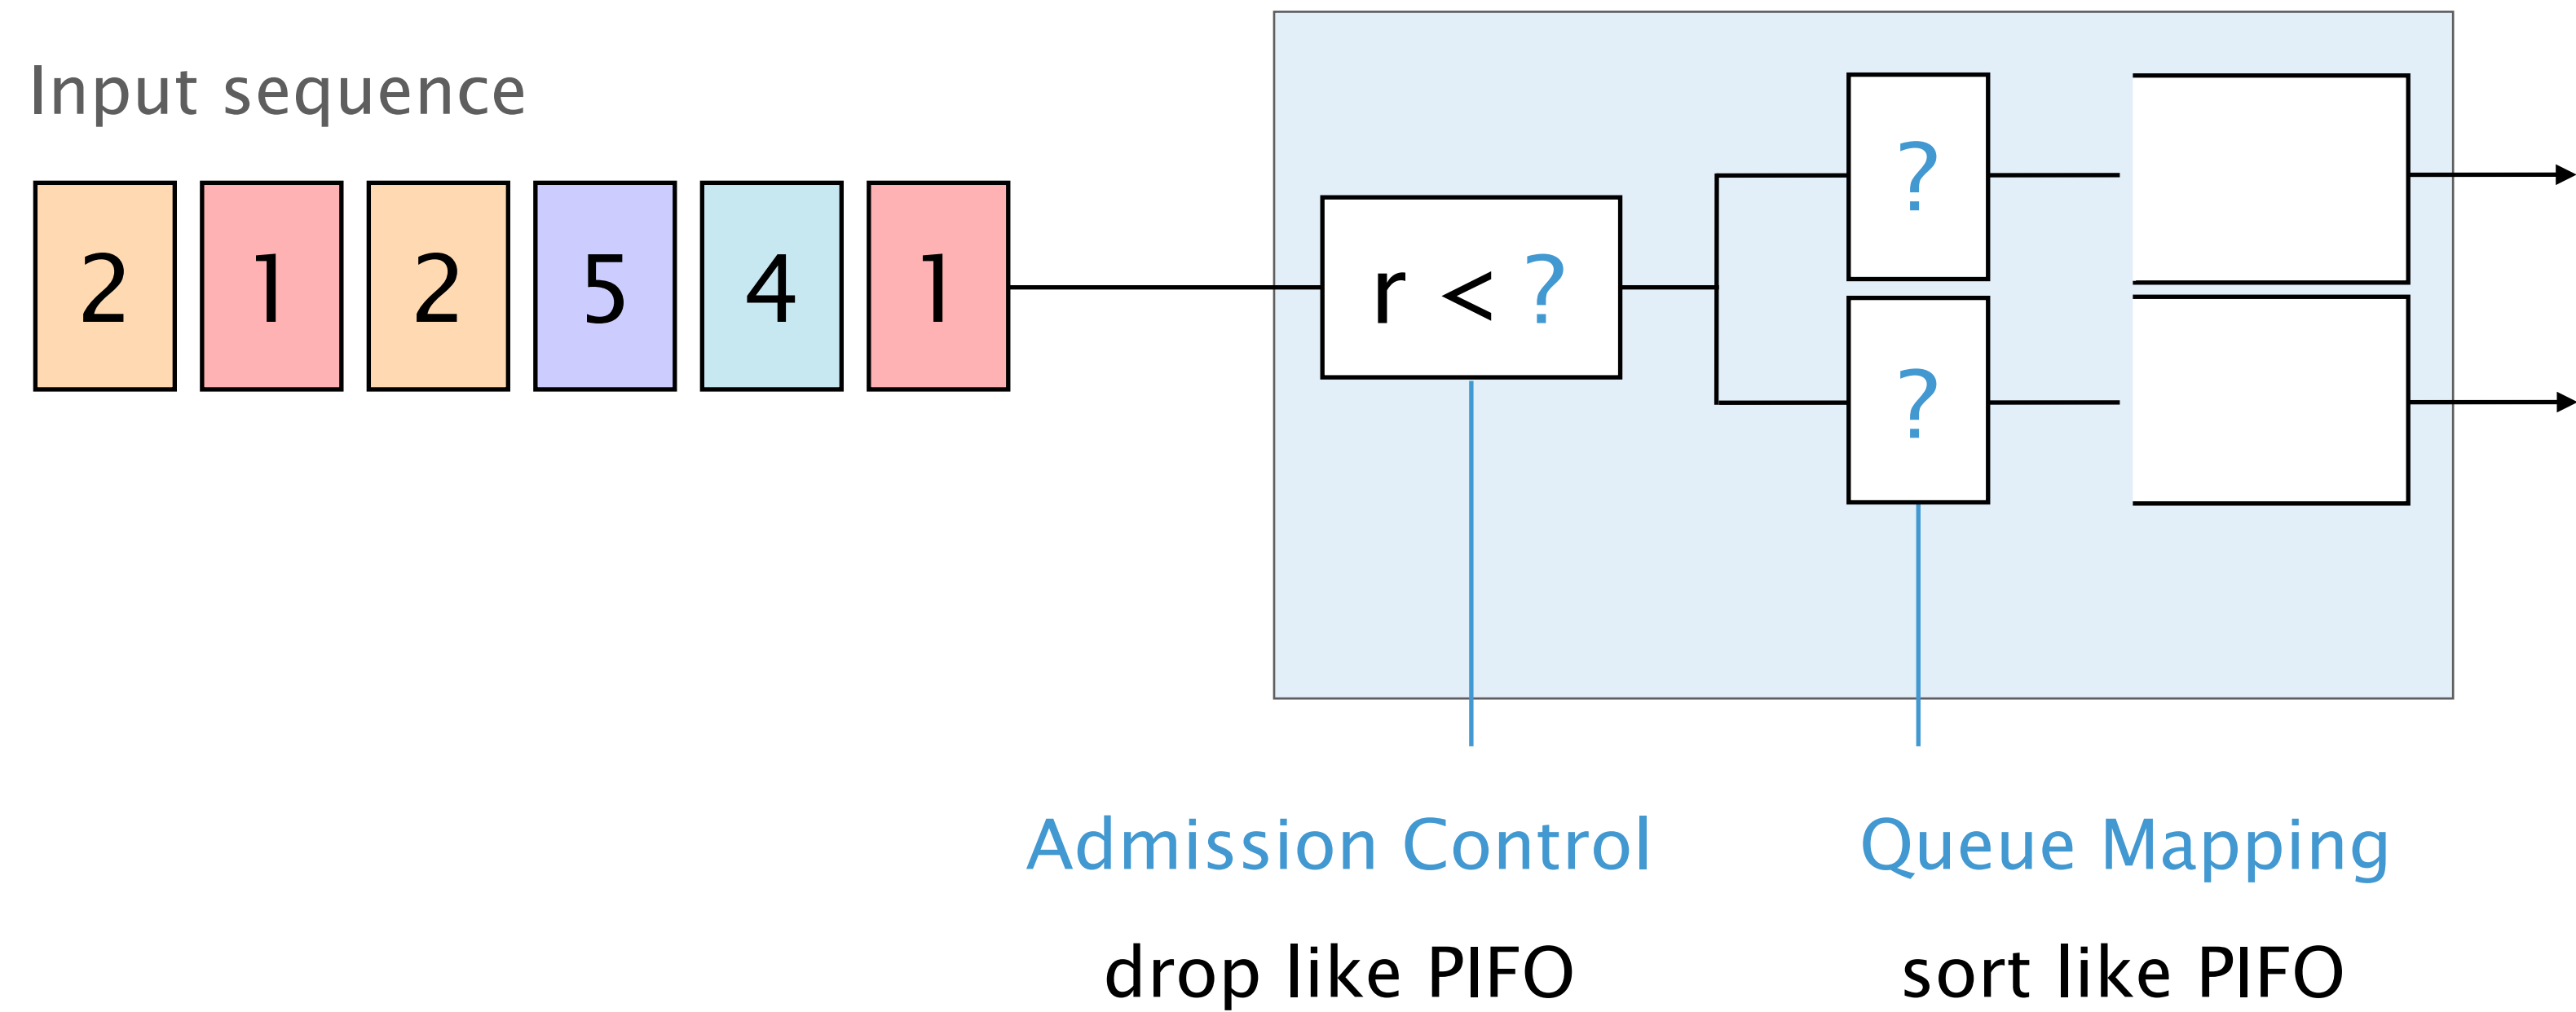 Input sequence
2 1 2 5 4 1
r < ?
?
?
Admission Control
Queue Mapping
drop like PIFO
sort like PIFO